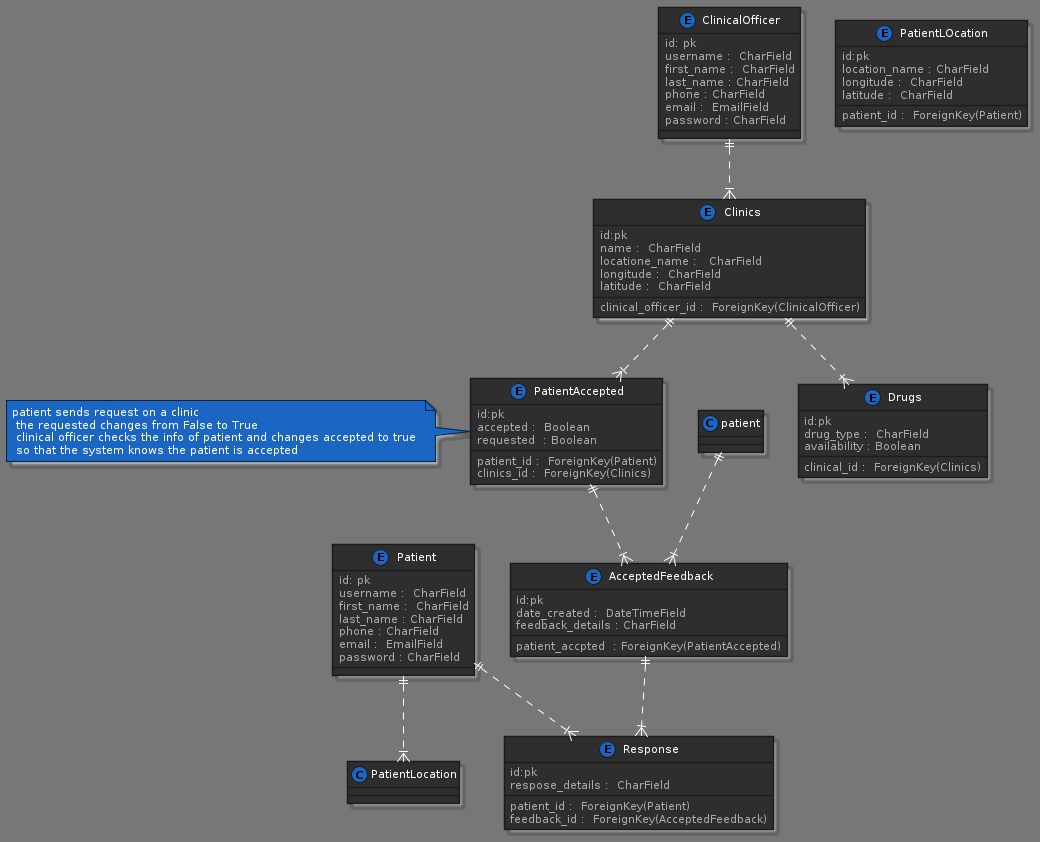 E ClinicalOfficer
id: pk
username : CharField
first_name : CharField
last_name : CharField
phone : CharField
email : EmailField
password : CharField
E PatientLOcation
id:pk
location_name : CharField
longitude : CharField
latitude : CharField
patient_id : ForeignKey(Patient)
E Clinics
id:pk
name : CharField
locatione_name : CharField
longitude : CharField
latitude : CharField
clinical_officer_id : ForeignKey(ClinicalOfficer)
patient sends request on a clinic
the requested changes from False to True
clinical officer checks the info of patient and changes accepted to true
so that the system knows the patient is accepted
E PatientAccepted
id:pk
accepted : Boolean
requested : Boolean
patient_id : ForeignKey(Patient)
clinics_id : ForeignKey(Clinics)
C patient
E Drugs
id:pk
drug_type : CharField
availability : Boolean
clinical_id : ForeignKey(Clinics)
E Patient
id: pk
username : CharField
first_name : CharField
last_name : CharField
phone : CharField
email : EmailField
password : CharField
E AcceptedFeedback
id:pk
date_created : DateTimeField
feedback_details : CharField
patient_accpted : ForeignKey(PatientAccepted)
C PatientLocation
E Response
id:pk
respose_details : CharField
patient_id : ForeignKey(Patient)
feedback_id : ForeignKey(AcceptedFeedback)